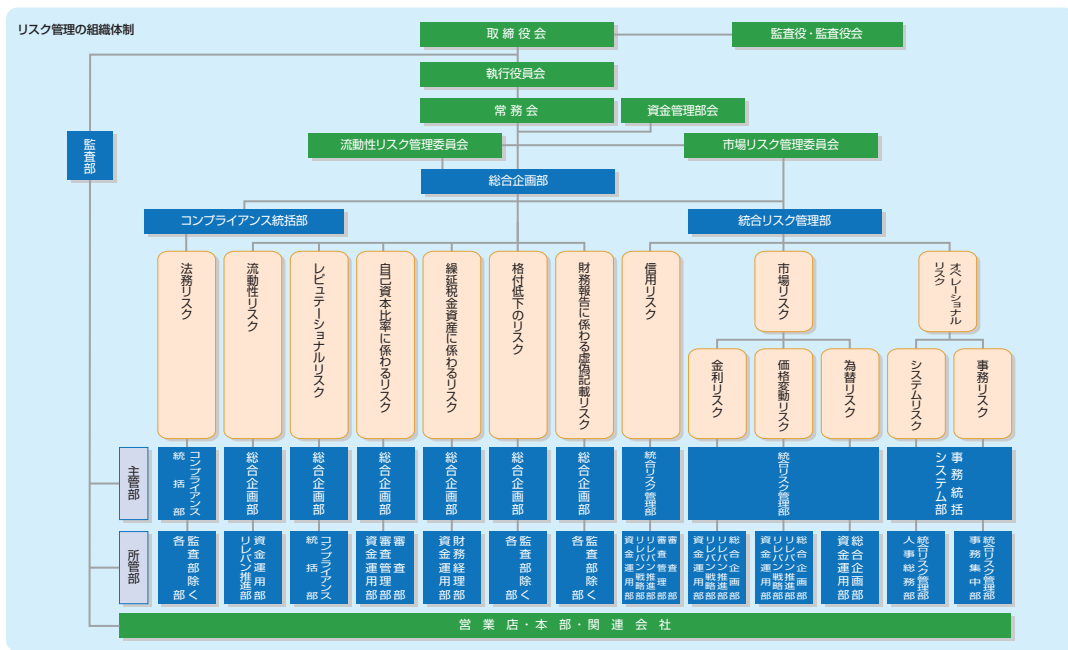 リスク管理の組織体制
取締役会
監査役・監査役会
執行役員会
常務会
資金管理部会
流動性リスク管理委員会
市場リスク管理委員会
監査部
総合企画部
コンプライアンス統括部
統合リスク管理部
法務リスク
流動性リスク
レピュテーショナルリスク
自己資本比率に係わるリスク
繰延税金資産に係わるリスク
格付低下のリスク
財務報告に係わる虚偽記載リスク
信用リスク
市場リスク
オペレーショナル
リスク
金利リスク
価格変動リスク
為替リスク
システムリスク
事務リスク
主管部
コンプライアンス
統括部
総合企画部
総合企画部
総合企画部
総合企画部
総合企画部
総合企画部
統合リスク管理部
統合リスク管理部
事務統括
システム部
所管部
監査部除く
各部
資金運用部
リレバン推進部
コンプライアンス
統括部
審査部
審査管理部
資金運用部
財務経理部
資金運用部
監査部除く
各部
監査部除く
各部
審査部
審査管理部
リレバン推進部
リレバン戦略部
資金運用部
総合企画部
リレバン推進部
リレバン戦略部
資金運用部
総合企画部
リレバン推進部
リレバン戦略部
資金運用部
総合企画部
資金運用部
統合リスク管理部
人事総務部
統合リスク管理部
事務集中部
営業店・本部・関連会社